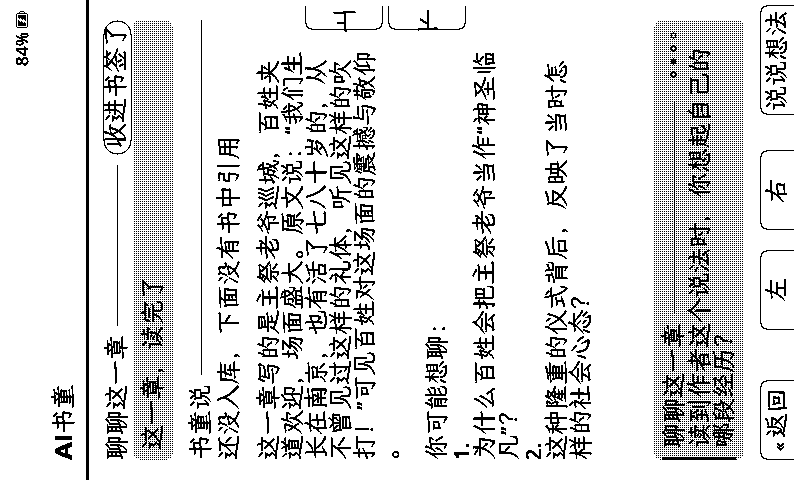 AI书童 84%
聊聊这一章 收进书签了
这一章，读完了
书童说
还没入库，下面没有书中引用
这一章写的是主祭老爷巡城，百姓夹
道欢迎，场面盛大。原文说：“我们生
长在南京，也有活了七八十岁的，从
不曾见过这样的礼体，听见这样的吹
打！”可见百姓对这场面的震撼与敬仰
。
上
下
你可能想聊：
1.
为什么百姓会把主祭老爷当作“神圣临
凡”？
2.
这种隆重的仪式背后，反映了当时怎
样的社会心态？
聊聊这一章
读到作者这个说法时，你想起自己的
哪段经历？
«返回 左 右 说说想法